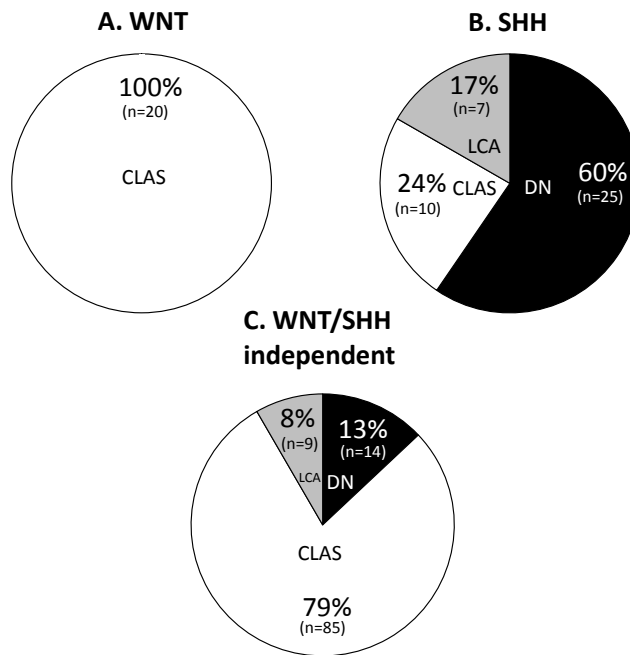 A. WNT
100%
(n=20)
CLAS
B. SHH
17%
(n=7)
LCA
24%
(n=10)
CLAS
DN
60%
(n=25)
C. WNT/SHH
independent
8%
(n=9)
LCA
13%
(n=14)
DN
CLAS
79%
(n=85)